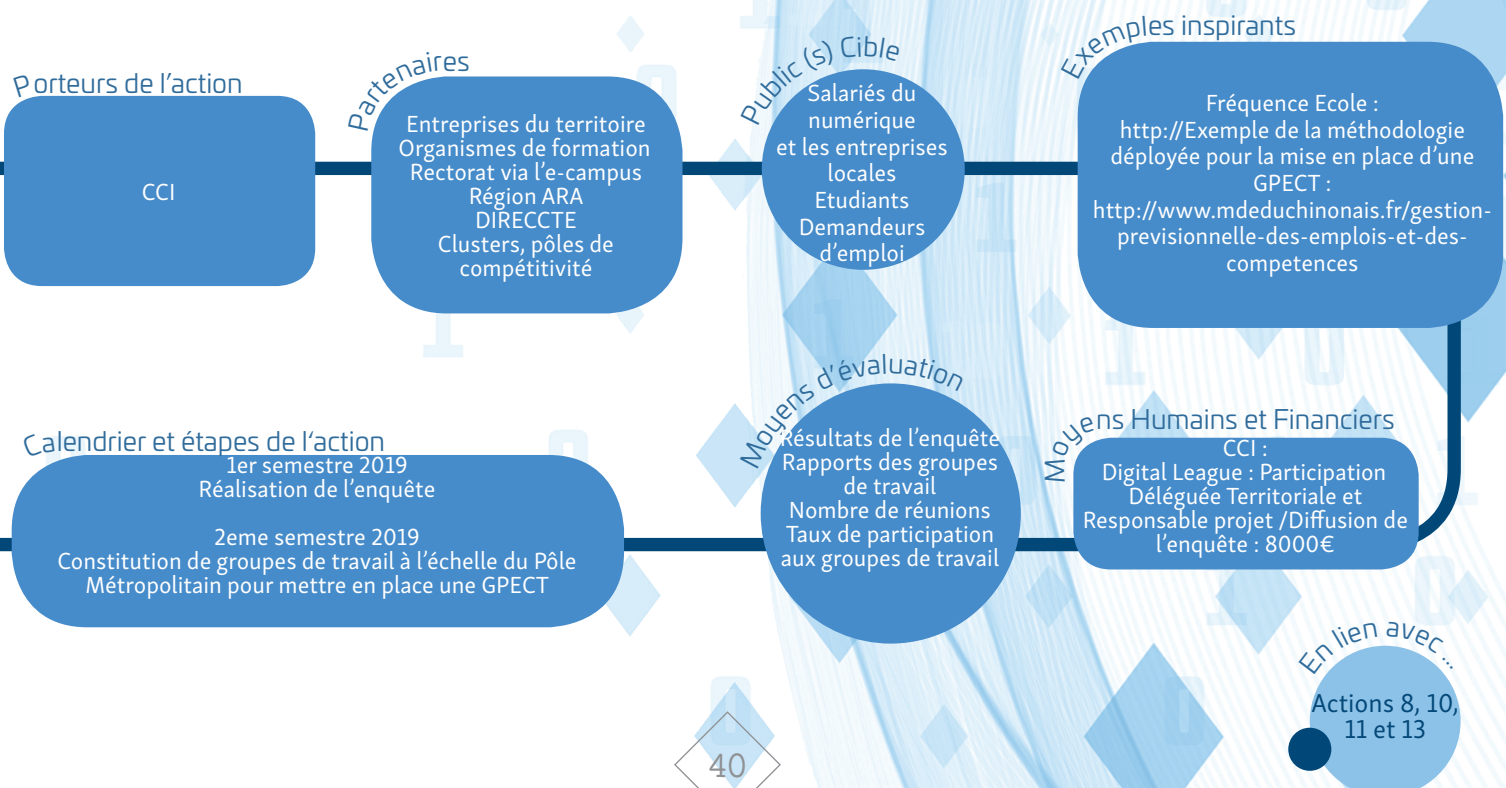 Porteurs de l'action
CCI
Partenaires
Entreprises du territoire
Organismes de formation
Rectorat via l'e-campus
Région ARA
DIRECCTE
Clusters, pôles de
compétitivité
Public (s) Cible
Salariés du
numérique
et les entreprises
locales
Etudiants
Demandeurs
d'emploi
Exemples inspirants
Fréquence Ecole :
http://Exemple de la méthodologie
déployée pour la mise en place d'une
GPECT :
http://www.mdeduchinonais.fr/gestion-
previsionnelle-des-emplois-et-des-
competences
Calendrier et étapes de l'action
1er semestre 2019
Réalisation de l'enquête
2eme semestre 2019
Constitution de groupes de travail à l'échelle du Pôle
Métropolitain pour mettre en place une GPECT
Moyens d'évaluation
Résultats de l'enquête
Rapports des groupes
de travail
Nombre de réunions
Taux de participation
aux groupes de travail
Moyens Humains et Financiers
CCI :
Digital League : Participation
Déléguée Territoriale et
Responsable projet /Diffusion de
l'enquête : 8000€
En lien avec...
Actions 8, 10,
11 et 13
40